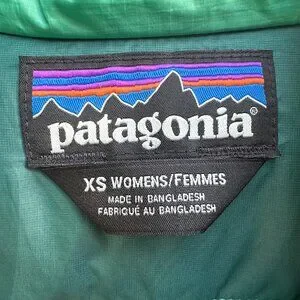 patagonia®
XS WOMENS/FEMMES
MADE IN BANGLADESH
FABRIQUÉ AU BANGLADESH